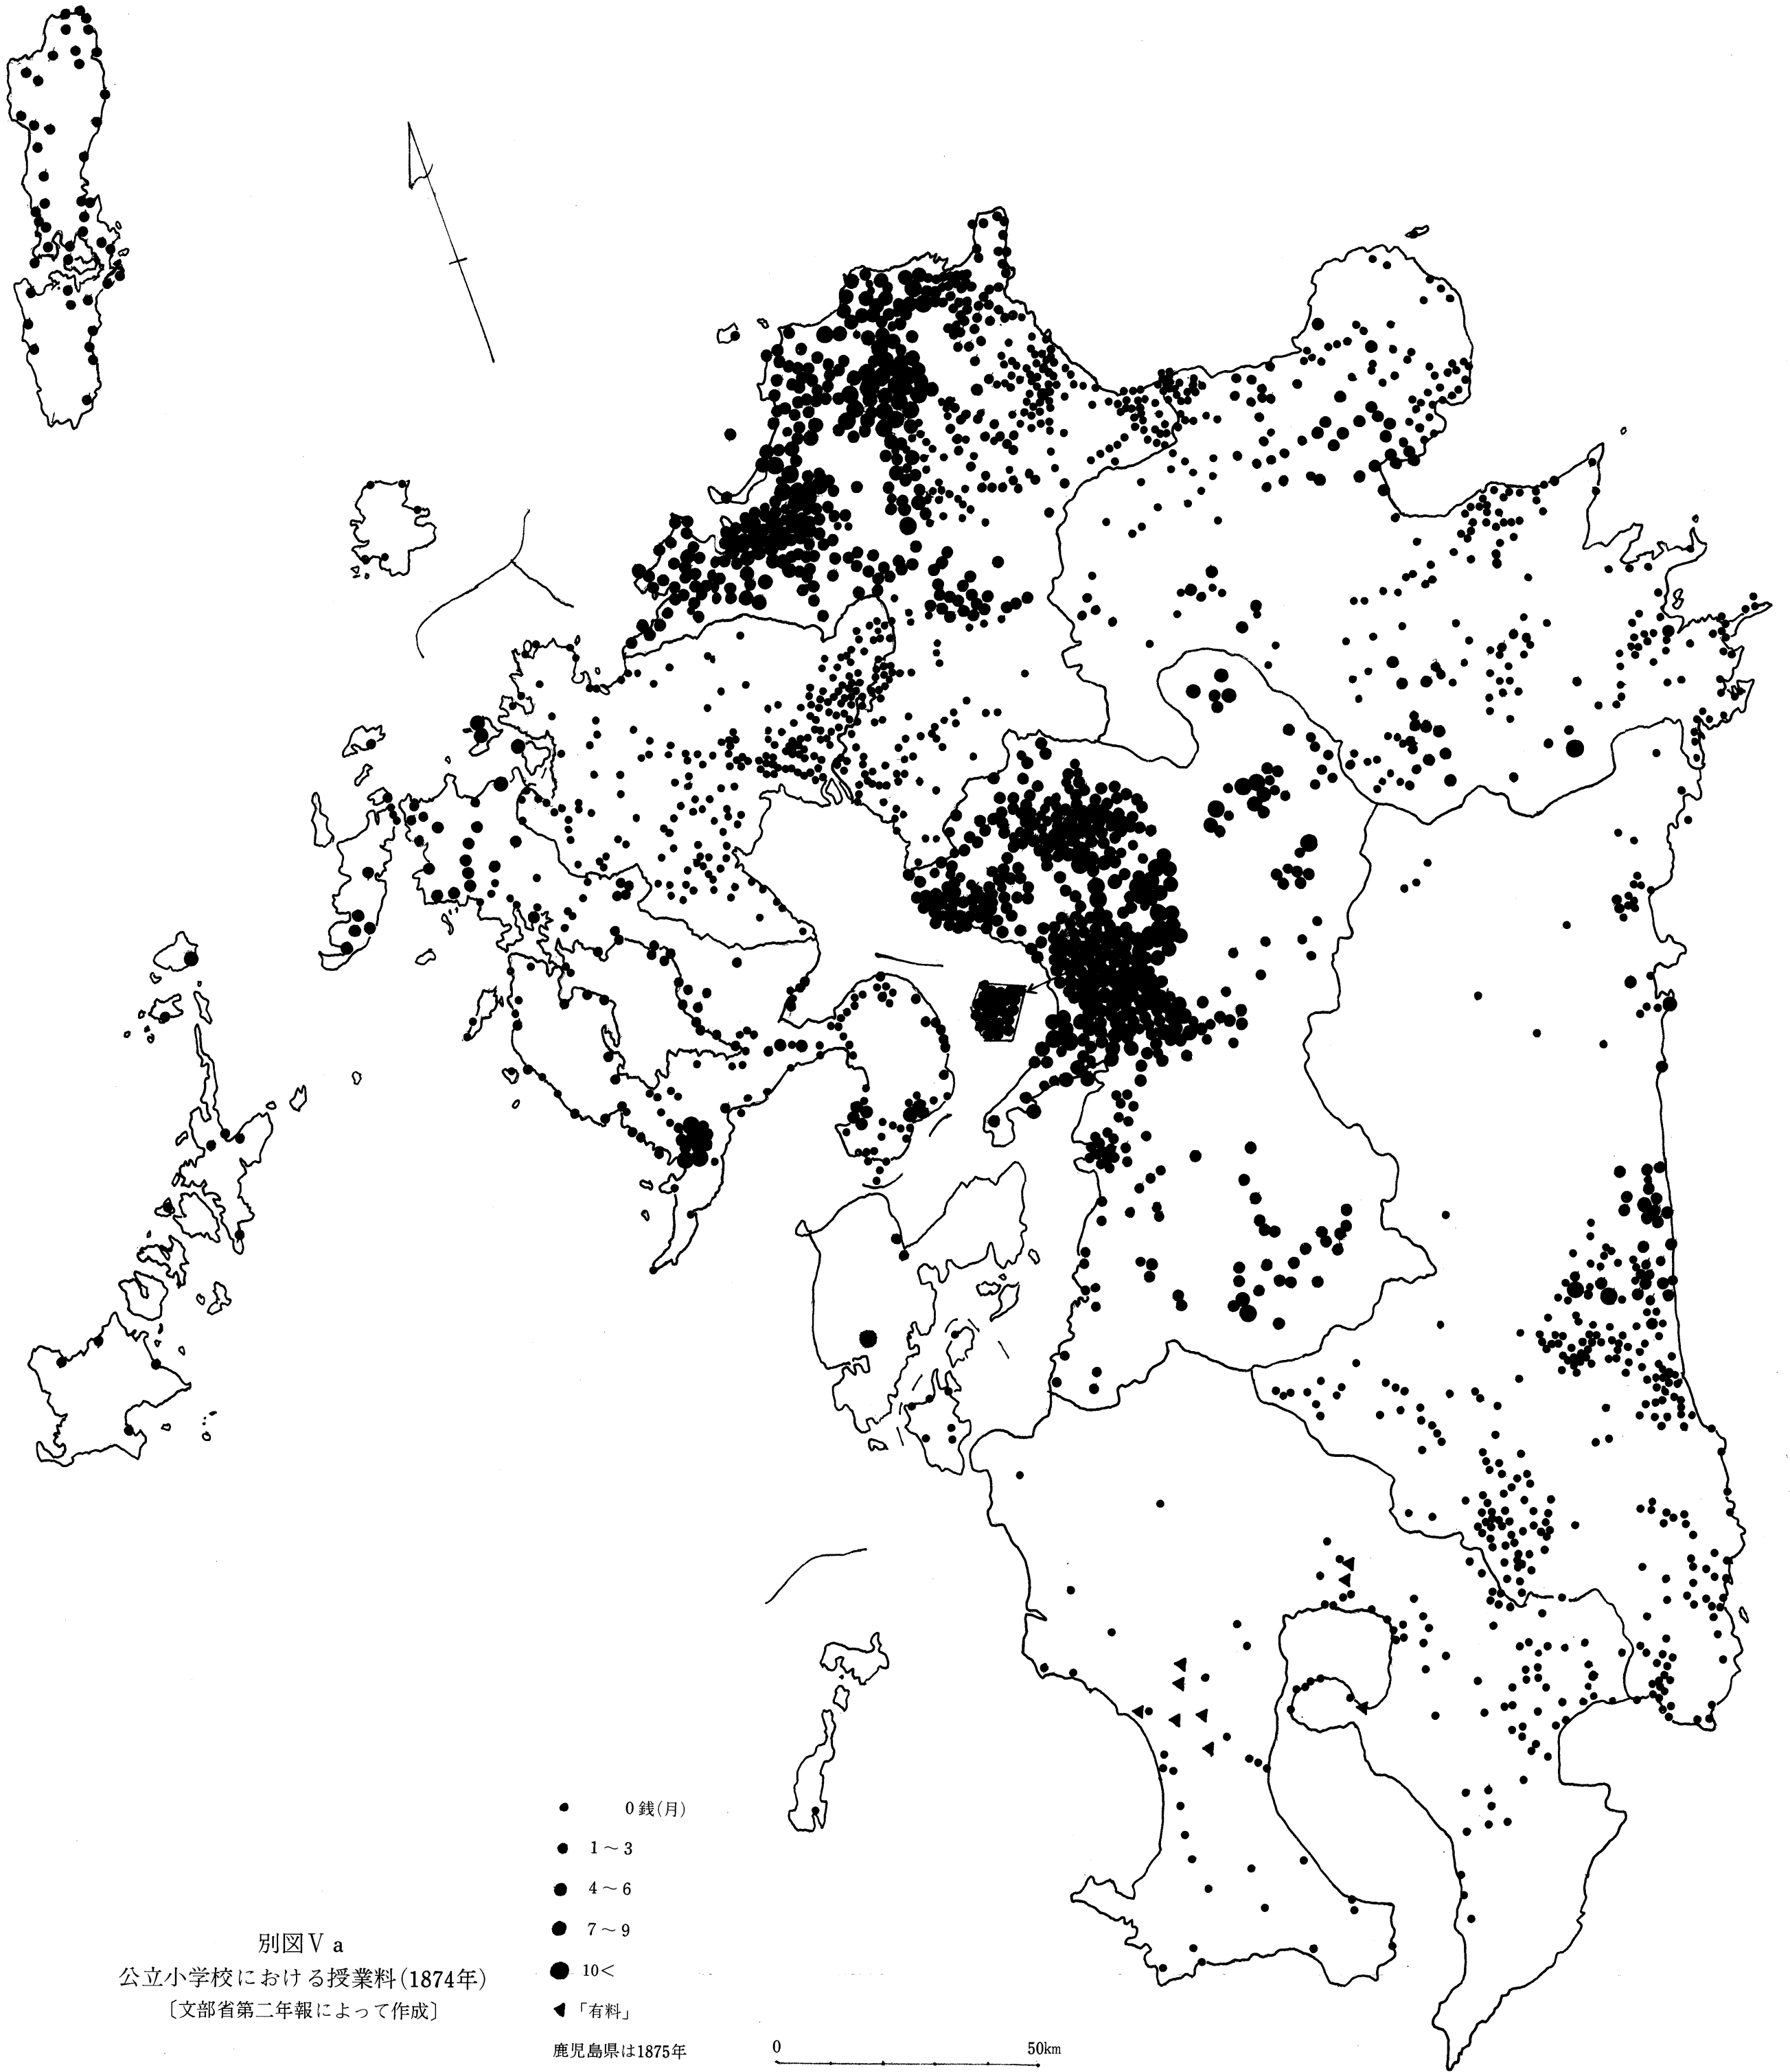 0 銭(月)
1～3
4～6
7～9
10＜
「有料」
鹿児島県は1875年
別図Ⅴ a
公立小学校における授業料(1874年)
〔文部省第二年報によって作成〕
0 50km